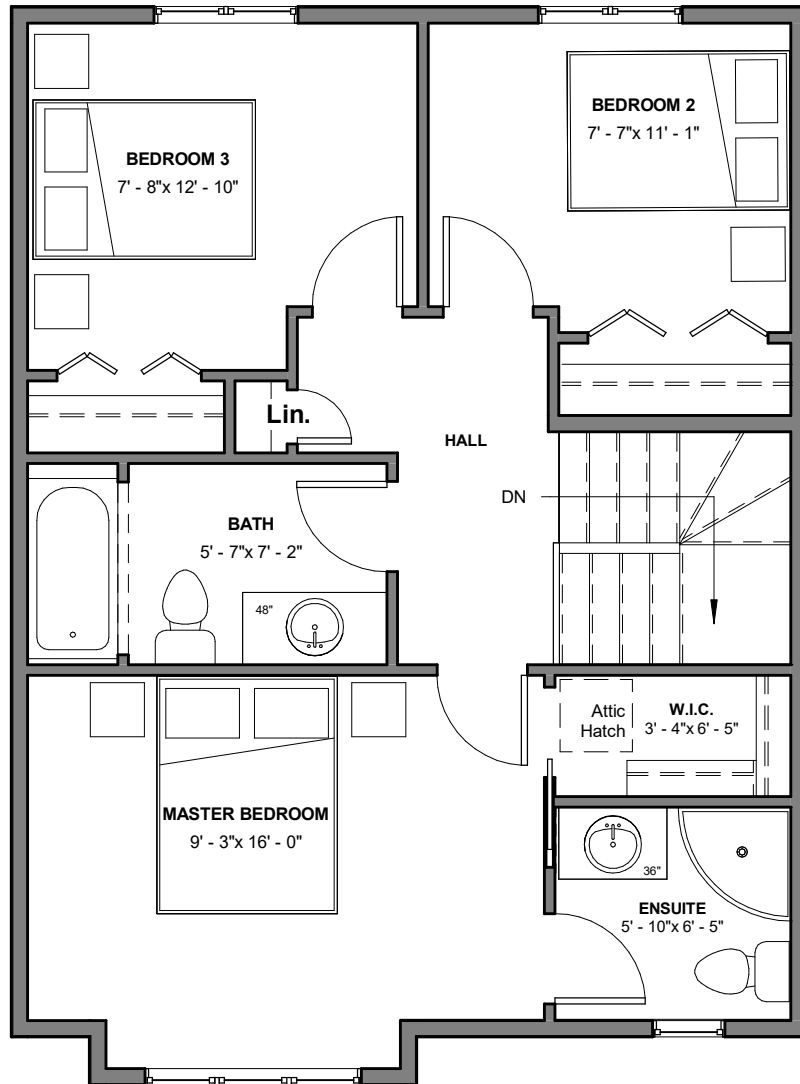 BEDROOM 3
7' - 8"x 12' - 10"
BEDROOM 2
7' - 7"x 11' - 1"
Lin.
HALL
DN
BATH
5' - 7"x 7' - 2"
48"
Attic
Hatch
W.I.C.
3' - 4"x 6' - 5"
MASTER BEDROOM
9' - 3"x 16' - 0"
36"
ENSUITE
5' - 10"x 6' - 5"